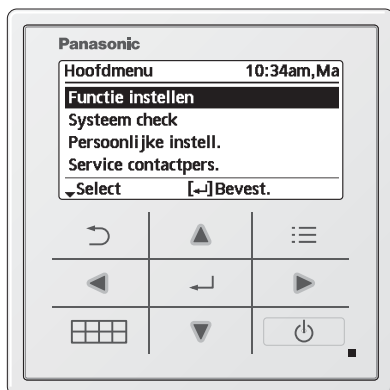 Panasonic
Hoofdmenu 10:34am,Ma
Functie instellen
Systeem check
Persoonlijke instell.
Service contactpers.
Select [↵]Bevest.